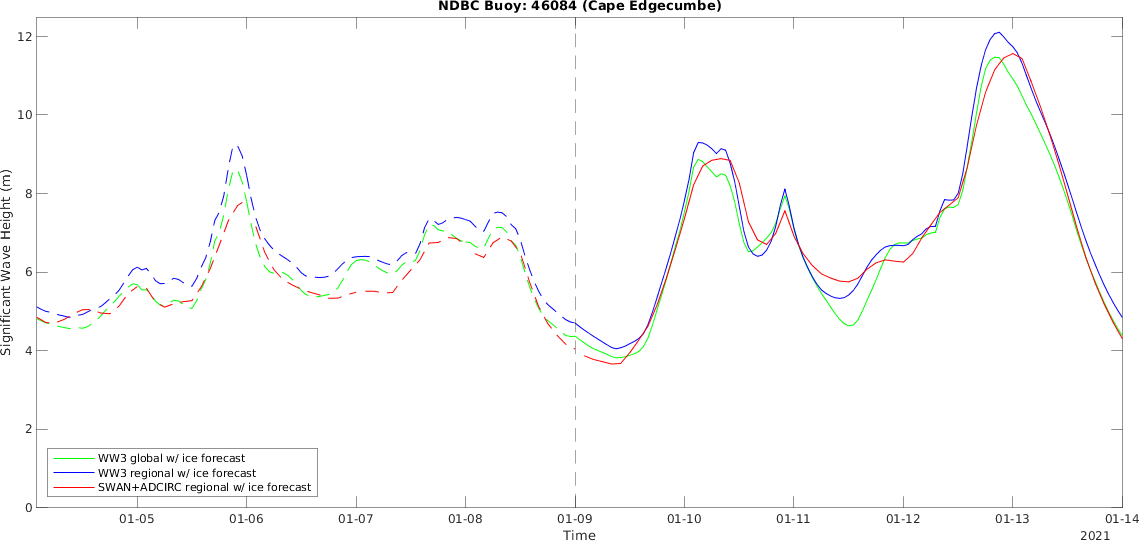 NDBC Buoy: 46084 (Cape Edgecumbe)
12
10
8
6
4
2
0
Significant Wave Height (m)
WW3 global w/ ice forecast
WW3 regional w/ ice forecast
SWAN+ADCIRC regional w/ ice forecast
01-05 01-06 01-07 01-08 01-09 01-10 01-11 01-12 01-13 01-14
Time
2021